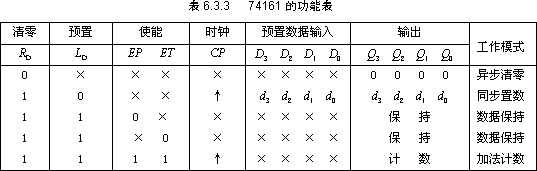 表 6.3.3 74161 的功能表
清零 预置 使能 时钟 预置数据输入 输出 工作模式
R_D L_D EP ET CP D_3 D_2 D_1 D_0 Q_3 Q_2 Q_1 Q_0
0 × × × × × × × × 0 0 0 0 异步清零
1 0 × × ↑ d_3 d_2 d_1 d_0 d_3 d_2 d_1 d_0 同步置数
1 1 0 × × × × × × 保 持 数据保持
1 1 × 0 × × × × × 保 持 数据保持
1 1 1 1 ↑ × × × × 计 数 加法计数